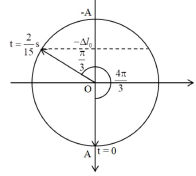 -A
t = 2/15 s
-Δl₀
π/3
O
4π/3
A
t = 0